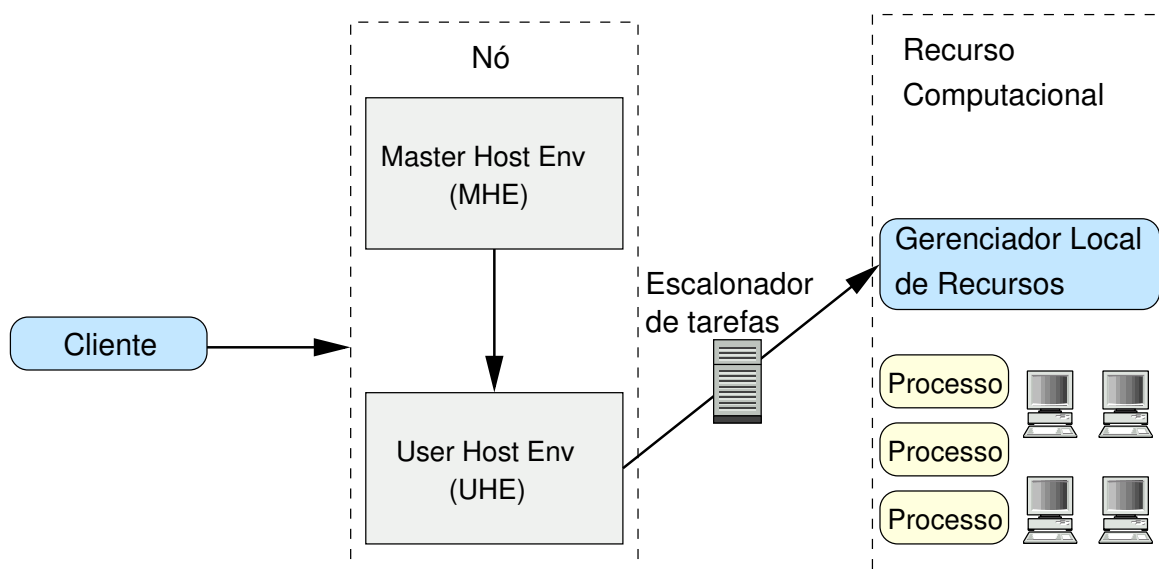 Nó
Master Host Env
(MHE)
User Host Env
(UHE)
Cliente
Escalonador
de tarefas
Recurso
Computacional
Gerenciador Local
de Recursos
Processo
Processo
Processo